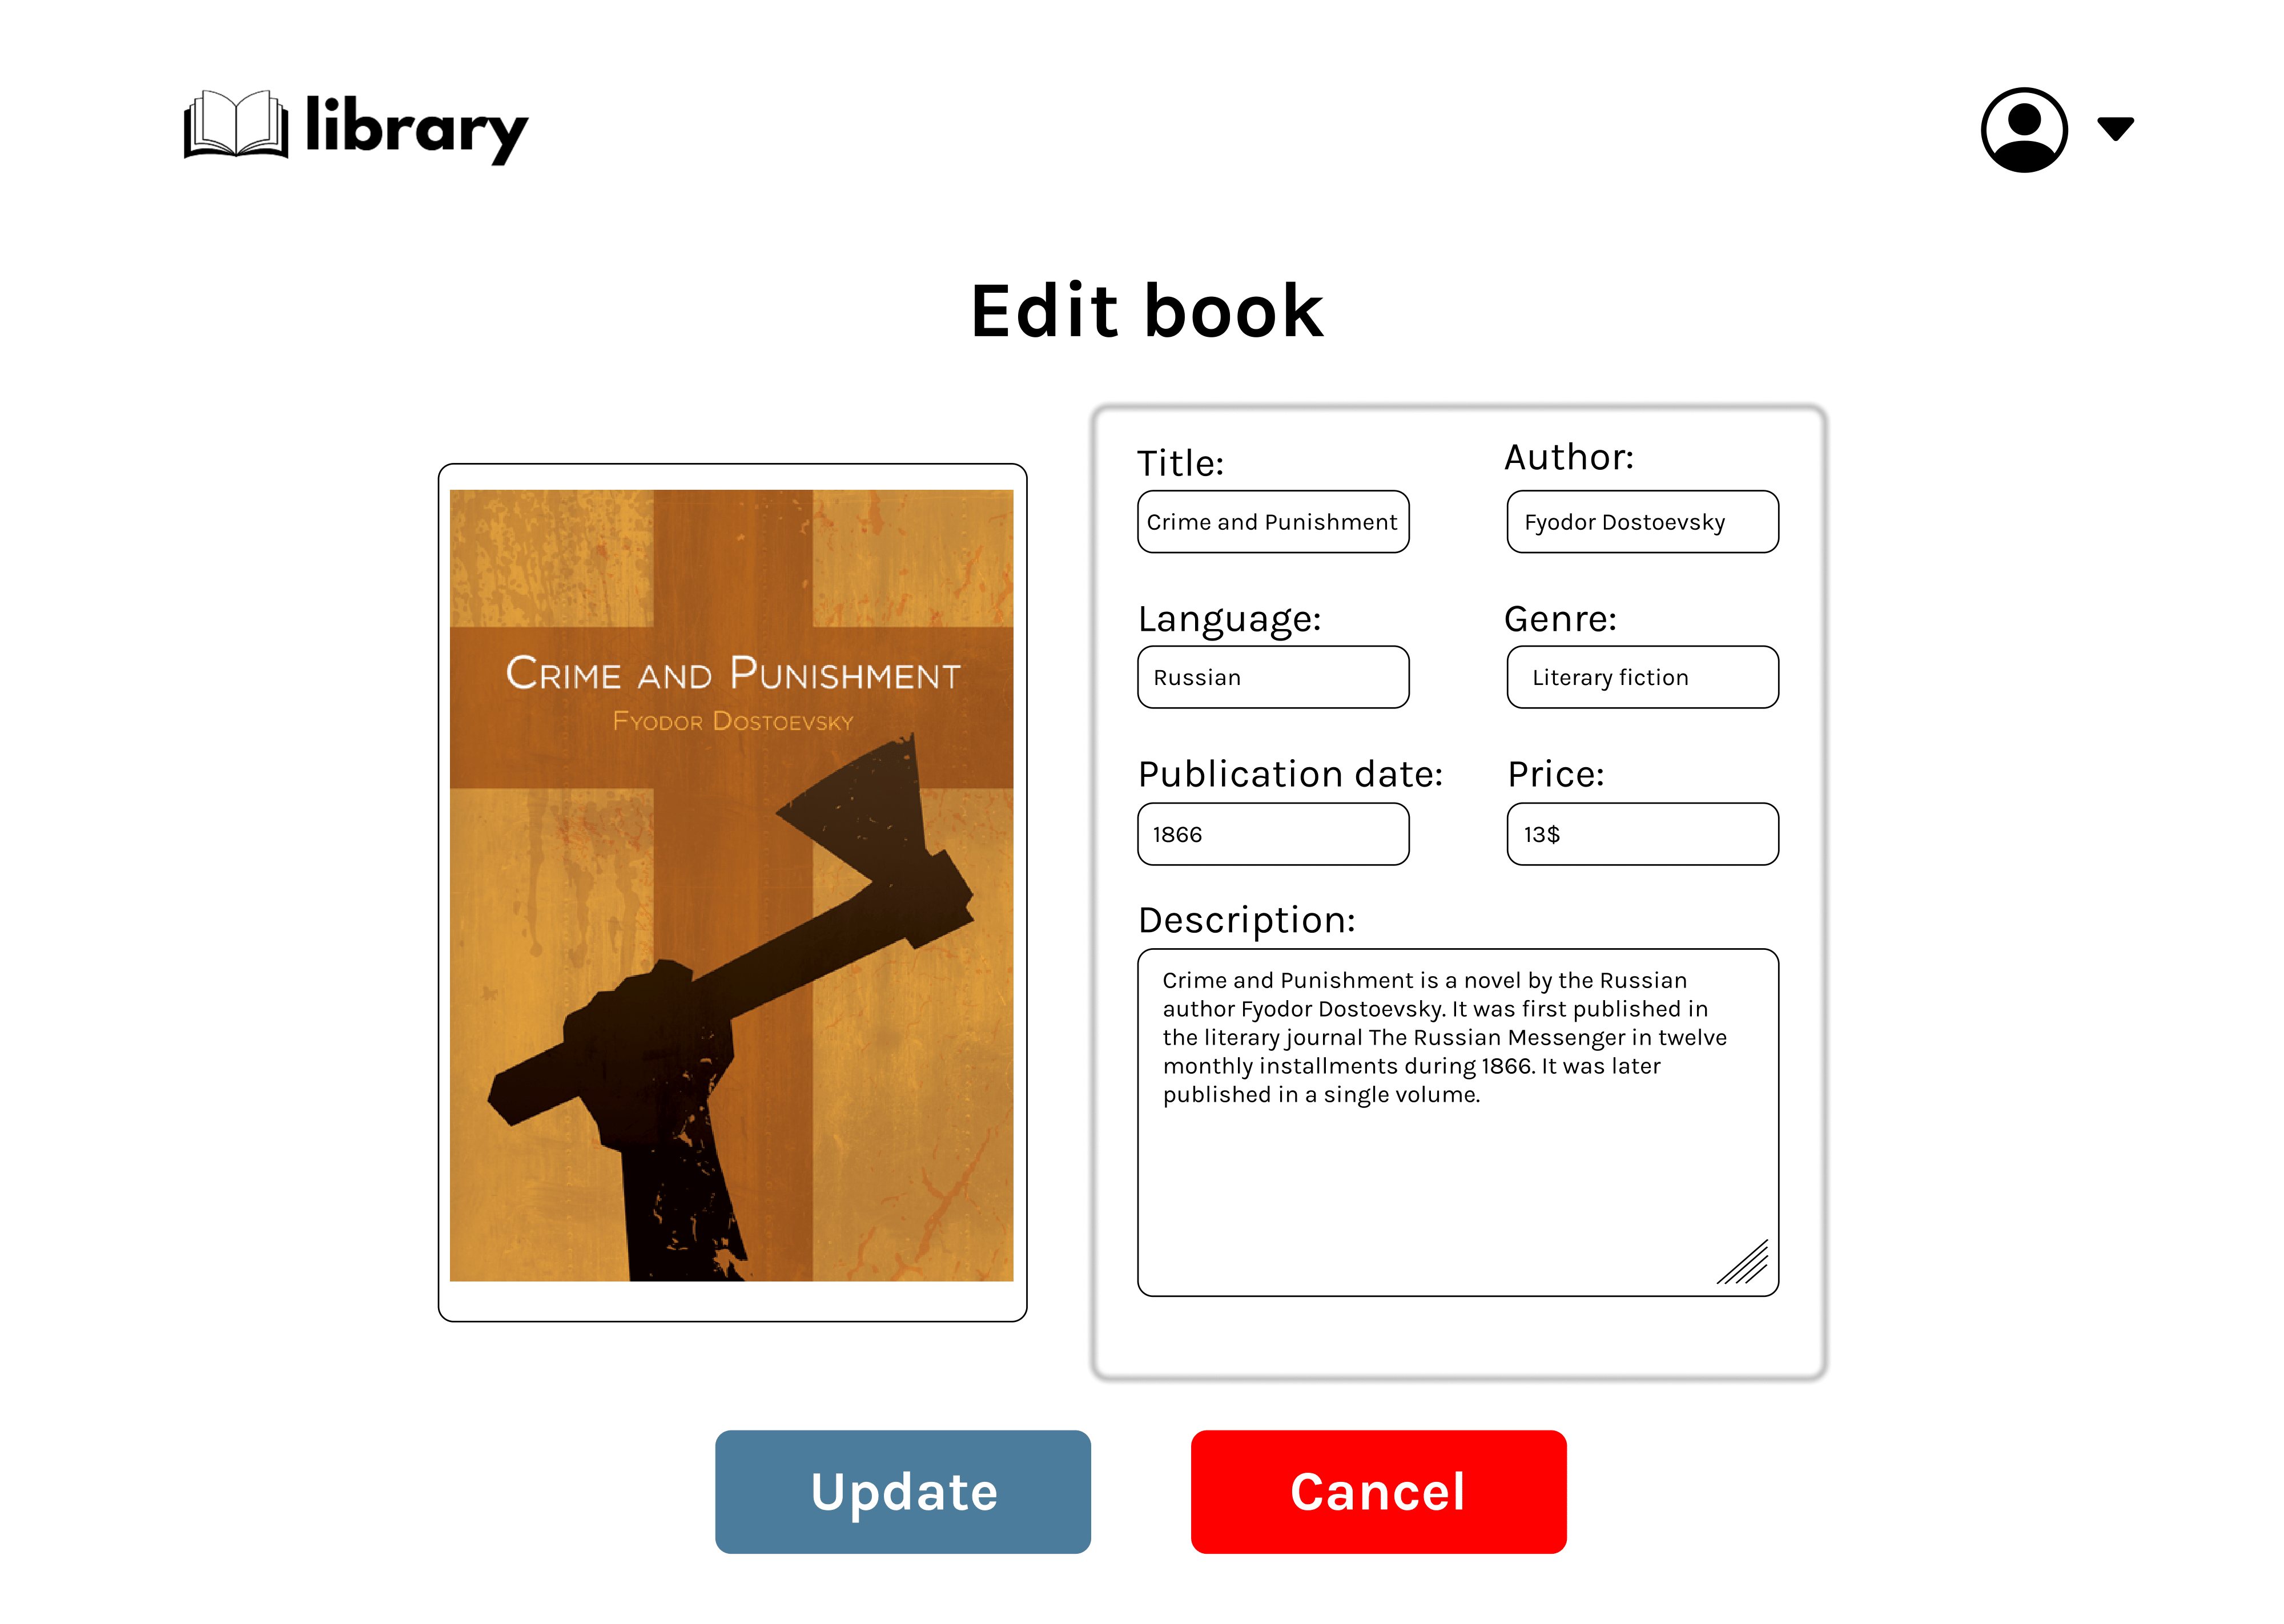 library
Edit book
CRIME AND PUNISHMENT
FYODOR DOSTOEVSKY
Title:
Crime and Punishment
Author:
Fyodor Dostoevsky
Language:
Russian
Genre:
Literary fiction
Publication date:
1866
Price:
13$
Description:
Crime and Punishment is a novel by the Russian
author Fyodor Dostoevsky. It was first published in
the literary journal The Russian Messenger in twelve
monthly installments during 1866. It was later
published in a single volume.
Update
Cancel